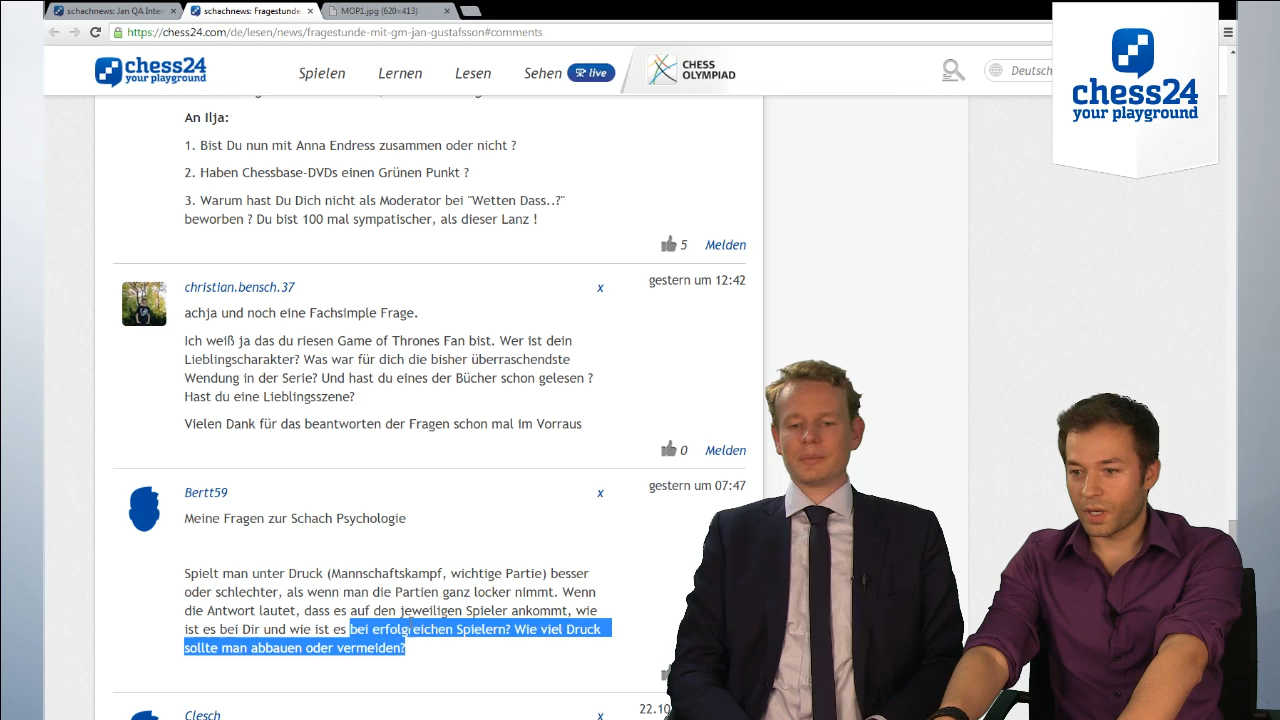 schachnews: Jan QA Inter
schachnews: Fragestunde
MOP1.jpg (620×413)
https://chess24.com/de/lesen/news/fragestunde-mit-gm-jan-gustafsson#comments
chess24
your playground
Spielen
Lernen
Lesen
Sehen
live
CHESS
OLYMPIAD
Deutsch
chess24
your playground
An Ilja:
1. Bist Du nun mit Anna Endress zusammen oder nicht ?
2. Haben Chessbase-DVDs einen Grünen Punkt ?
3. Warum hast Du Dich nicht als Moderator bei "Wetten Dass..?"
beworben ? Du bist 100 mal sympatischer, als dieser Lanz !
5 Melden
christian.bensch.37
x
gestern um 12:42
achja und noch eine Fachsimple Frage.
Ich weiß ja das du riesen Game of Thrones Fan bist. Wer ist dein
Lieblingscharakter? Was war für dich die bisher überraschendste
Wendung in der Serie? Und hast du eines der Bücher schon gelesen ?
Hast du eine Lieblingsszene?
Vielen Dank für das beantworten der Fragen schon mal im Vorraus
0 Melden
Bertt59
x
gestern um 07:47
Meine Fragen zur Schach Psychologie
Spielt man unter Druck (Mannschaftskampf, wichtige Partie) besser
oder schlechter, als wenn man die Partien ganz locker nimmt. Wenn
die Antwort lautet, dass es auf den jeweiligen Spieler ankommt, wie
ist es bei Dir und wie ist es bei erfolgreichen Spielern? Wie viel Druck
sollte man abbauen oder vermeiden?
Clesch
x
22.10